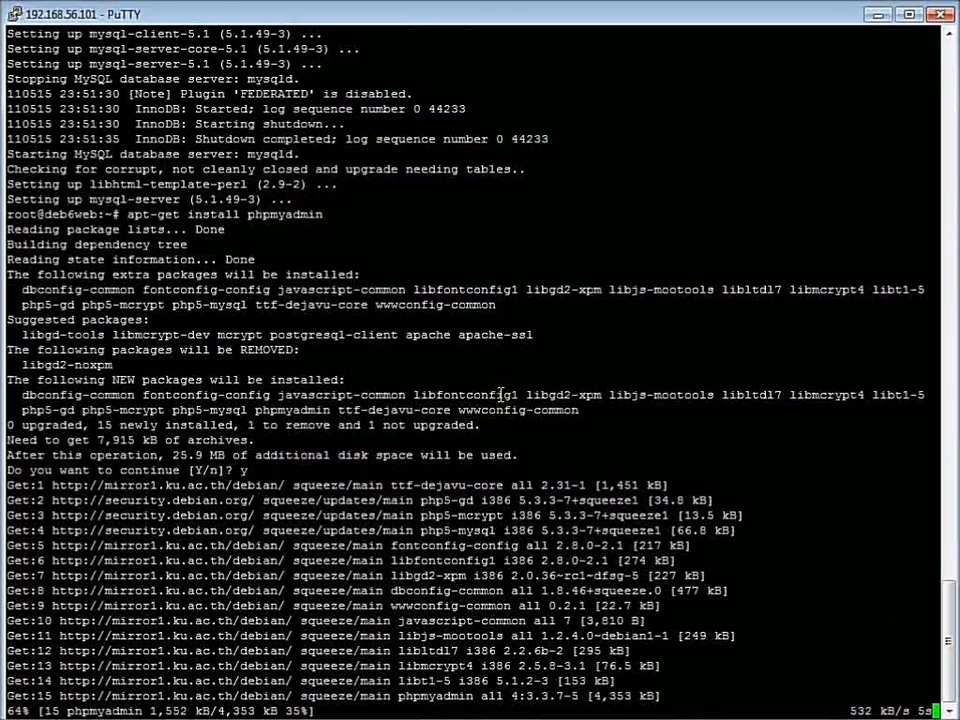 192.168.56.101 - PuTTY
Setting up mysql-client-5.1 (5.1.49-3) ...
Setting up mysql-server-core-5.1 (5.1.49-3) ...
Setting up mysql-server-5.1 (5.1.49-3) ...
Stopping MySQL database server: mysqld.
110515 23:51:30 [Note] Plugin 'FEDERATED' is disabled.
110515 23:51:30  InnoDB: Started; log sequence number 0 44233
110515 23:51:30  InnoDB: Starting shutdown...
110515 23:51:35  InnoDB: Shutdown completed; log sequence number 0 44233
Starting MySQL database server: mysqld.
Checking for corrupt, not cleanly closed and upgrade needing tables..
Setting up libhtml-template-perl (2.9-2) ...
Setting up mysql-server (5.1.49-3) ...
root@deb6web:~# apt-get install phpmyadmin
Reading package lists... Done
Building dependency tree
Reading state information... Done
The following extra packages will be installed:
  dbconfig-common fontconfig-config javascript-common libfontconfig1 libgd2-xpm libjs-mootools libltdl7 libmcrypt4 libt1-5
  php5-gd php5-mcrypt php5-mysql ttf-dejavu-core wwwconfig-common
Suggested packages:
  libgd-tools libmcrypt-dev mcrypt postgresql-client apache apache-ssl
The following packages will be REMOVED:
  libgd2-noxpm
The following NEW packages will be installed:
  dbconfig-common fontconfig-config javascript-common libfontconfig1 libgd2-xpm libjs-mootools libltdl7 libmcrypt4 libt1-5
  php5-gd php5-mcrypt php5-mysql phpmyadmin ttf-dejavu-core wwwconfig-common
0 upgraded, 15 newly installed, 1 to remove and 1 not upgraded.
Need to get 7,915 kB of archives.
After this operation, 25.9 MB of additional disk space will be used.
Do you want to continue [Y/n]? y
Get:1 http://mirror1.ku.ac.th/debian/ squeeze/main ttf-dejavu-core all 2.31-1 [1,451 kB]
Get:2 http://security.debian.org/ squeeze/updates/main php5-gd i386 5.3.3-7+squeeze1 [34.8 kB]
Get:3 http://security.debian.org/ squeeze/updates/main php5-mcrypt i386 5.3.3-7+squeeze1 [13.5 kB]
Get:4 http://security.debian.org/ squeeze/updates/main php5-mysql i386 5.3.3-7+squeeze1 [66.8 kB]
Get:5 http://mirror1.ku.ac.th/debian/ squeeze/main fontconfig-config all 2.8.0-2.1 [217 kB]
Get:6 http://mirror1.ku.ac.th/debian/ squeeze/main libfontconfig1 i386 2.8.0-2.1 [274 kB]
Get:7 http://mirror1.ku.ac.th/debian/ squeeze/main libgd2-xpm i386 2.0.36~rc1~dfsg-5 [227 kB]
Get:8 http://mirror1.ku.ac.th/debian/ squeeze/main dbconfig-common all 1.8.46+squeeze.0 [477 kB]
Get:9 http://mirror1.ku.ac.th/debian/ squeeze/main wwwconfig-common all 0.2.1 [22.7 kB]
Get:10 http://mirror1.ku.ac.th/debian/ squeeze/main javascript-common all 7 [3,810 B]
Get:11 http://mirror1.ku.ac.th/debian/ squeeze/main libjs-mootools all 1.2.4.0~debian1-1 [249 kB]
Get:12 http://mirror1.ku.ac.th/debian/ squeeze/main libltdl7 i386 2.2.6b-2 [295 kB]
Get:13 http://mirror1.ku.ac.th/debian/ squeeze/main libmcrypt4 i386 2.5.8-3.1 [76.5 kB]
Get:14 http://mirror1.ku.ac.th/debian/ squeeze/main libt1-5 i386 5.1.2-3 [153 kB]
Get:15 http://mirror1.ku.ac.th/debian/ squeeze/main phpmyadmin all 4:3.3.7-5 [4,353 kB]
64% [15 phpmyadmin 1,552 kB/4,353 kB 35%] 532 kB/s 5s